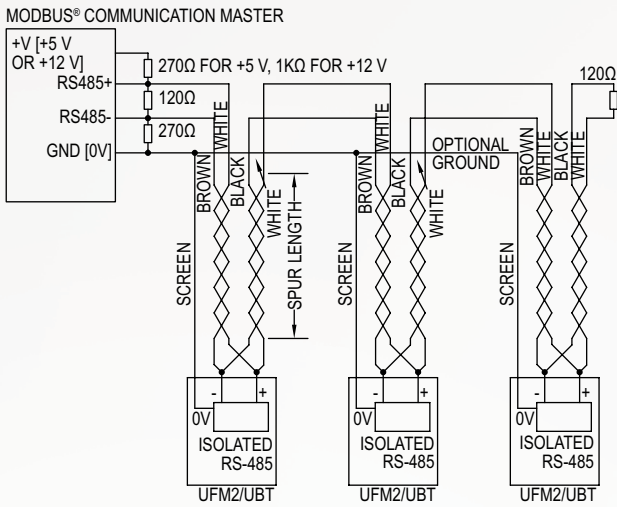 MODBUS® COMMUNICATION MASTER
+V [+5 V
OR +12 V]
RS485+
RS485-
GND [0V]
270Ω FOR +5 V, 1KΩ FOR +12 V
120Ω
270Ω
120Ω
OPTIONAL
GROUND
SCREEN
BROWN
WHITE
BLACK
WHITE
SPUR LENGTH
SCREEN
BROWN
BLACK
WHITE
SCREEN
BROWN
WHITE
BLACK
WHITE
- +
0V
ISOLATED
RS-485
UFM2/UBT
- +
0V
ISOLATED
RS-485
UFM2/UBT
- +
0V
ISOLATED
RS-485
UFM2/UBT